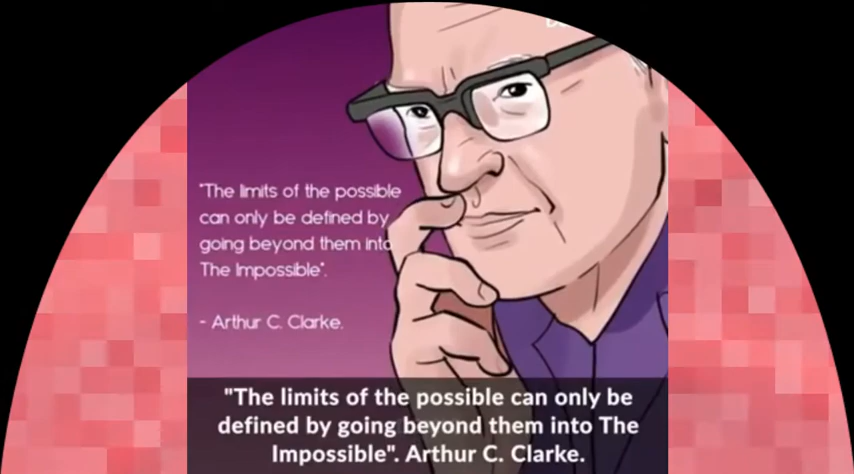 "The limits of the possible
can only be defined by
going beyond them into
The Impossible".
- Arthur C. Clarke.
"The limits of the possible can only be
defined by going beyond them into The
Impossible". Arthur C. Clarke.